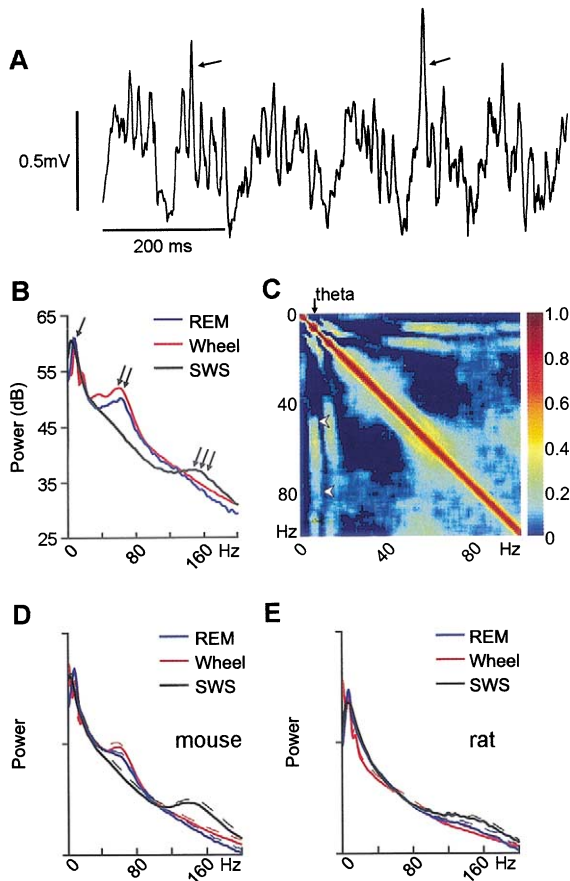 A
0.5mV
200 ms
B
65
55
45
35
25
Power (dB)
REM
Wheel
SWS
0
80
160 Hz
C
theta
0
40
80
Hz
0
40
80 Hz
1.0
0.8
0.6
0.4
0.2
0
D
REM
Wheel
SWS
Power
mouse
0
80
160 Hz
E
REM
Wheel
SWS
Power
rat
0
80
160 Hz